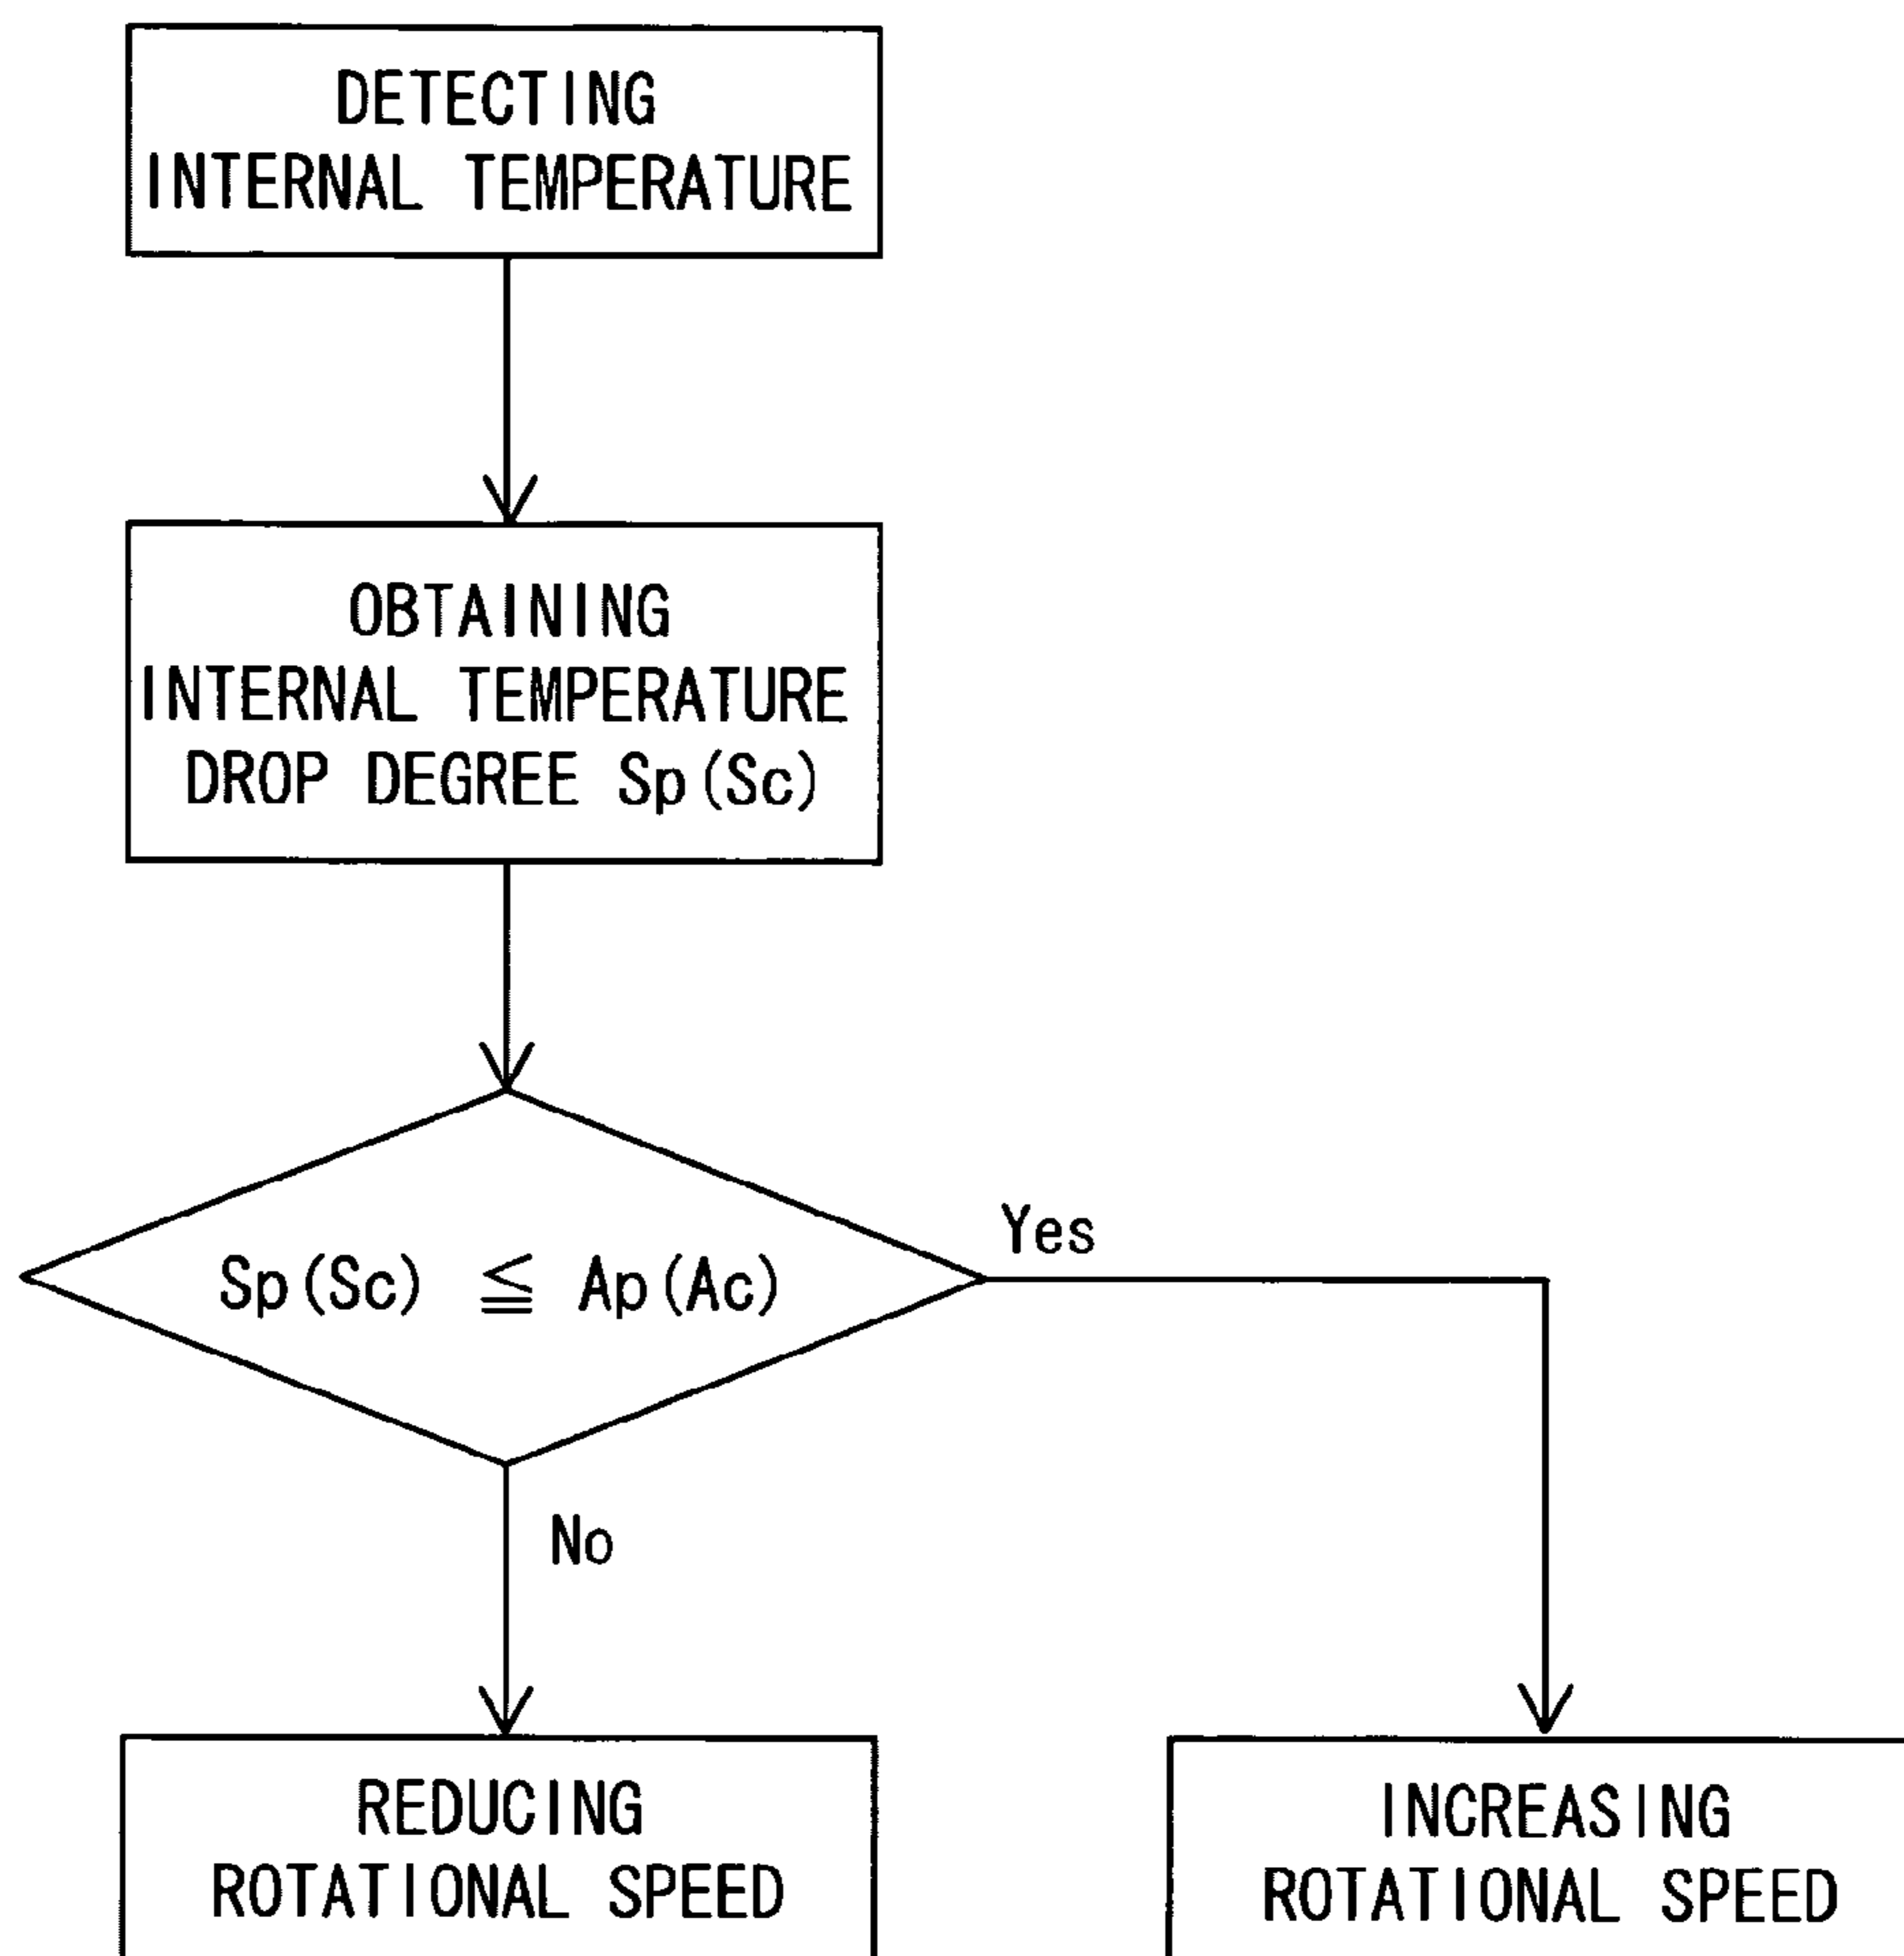 DETECTING
INTERNAL TEMPERATURE
OBTAINING
INTERNAL TEMPERATURE
DROP DEGREE Sp(Sc)
Yes
Sp(Sc) ≦ Ap(Ac)
No
REDUCING
ROTATIONAL SPEED
INCREASING
ROTATIONAL SPEED